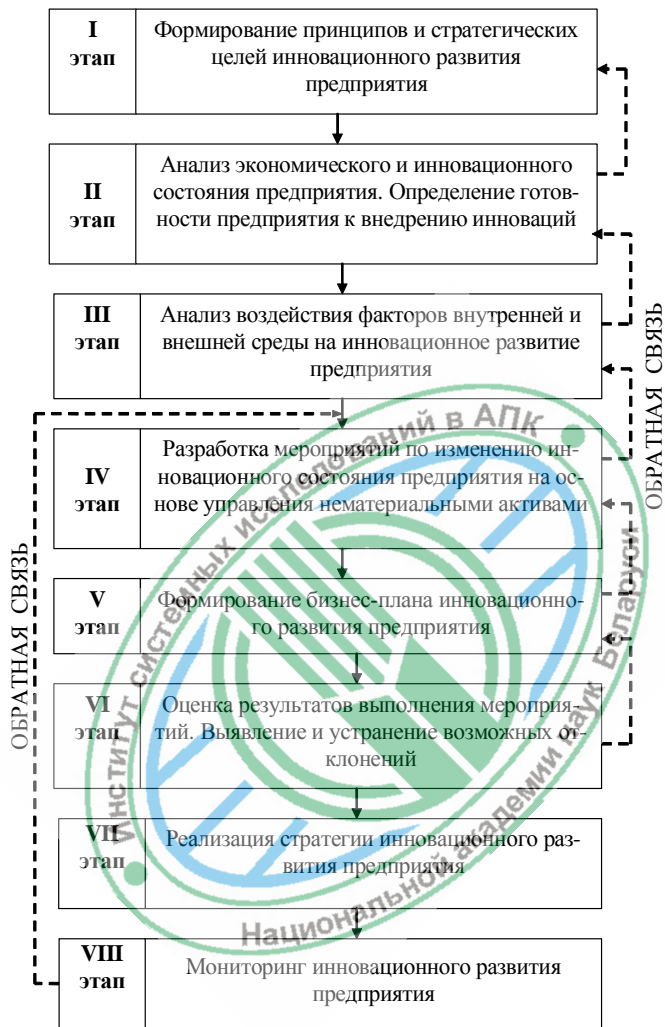 I
этап
Формирование принципов и стратегических
целей инновационного развития
предприятия
II
этап
Анализ экономического и инновационного
состояния предприятия. Определение готов-
ности предприятия к внедрению инноваций
III
этап
Анализ воздействия факторов внутренней и
внешней среды на инновационное развитие
предприятия
IV
этап
Разработка мероприятий по изменению ин-
новационного состояния предприятия на ос-
нове управления нематериальными активами
V
этап
Формирование бизнес-плана инновационно-
го развития предприятия
VI
этап
Оценка результатов выполнения мероприя-
тий. Выявление и устранение возможных от-
клонений
VII
этап
Реализация стратегии инновационного раз-
вития предприятия
VIII
этап
Мониторинг инновационного развития
предприятия
ОБРАТНАЯ СВЯЗЬ
ОБРАТНАЯ СВЯЗЬ
Институт системных исследований в АПК
Национальной академии наук Беларуси